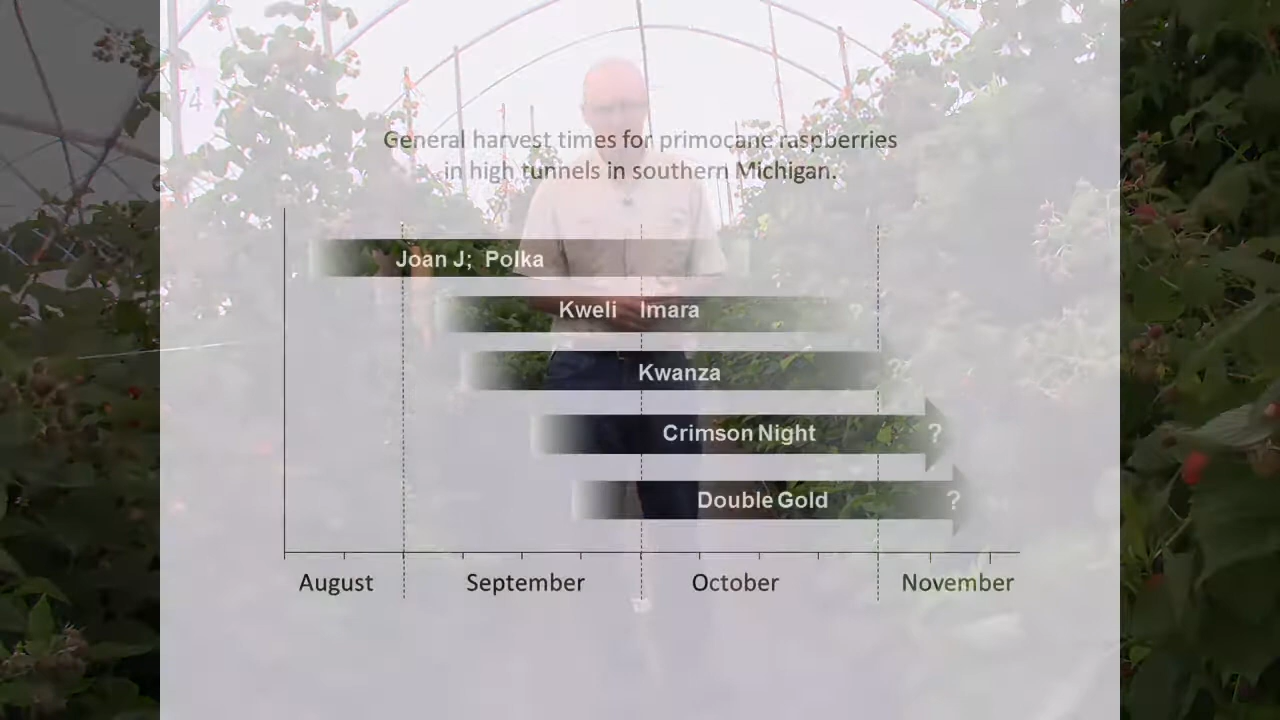 General harvest times for primocane raspberries
in high tunnels in southern Michigan.
Joan J; Polka
Kweli Imara ?
Kwanza
Crimson Night ?
Double Gold ?
August September October November